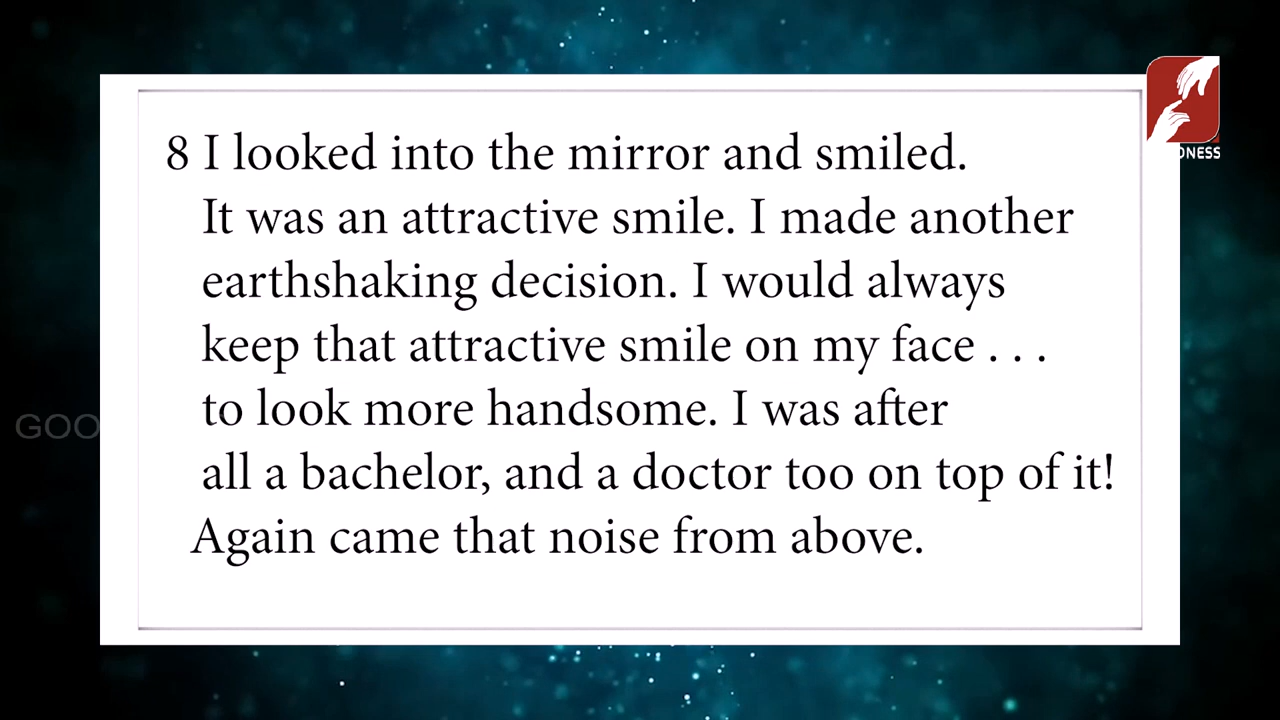 8 I looked into the mirror and smiled.
It was an attractive smile. I made another
earthshaking decision. I would always
keep that attractive smile on my face . . .
to look more handsome. I was after
all a bachelor, and a doctor too on top of it!
Again came that noise from above.